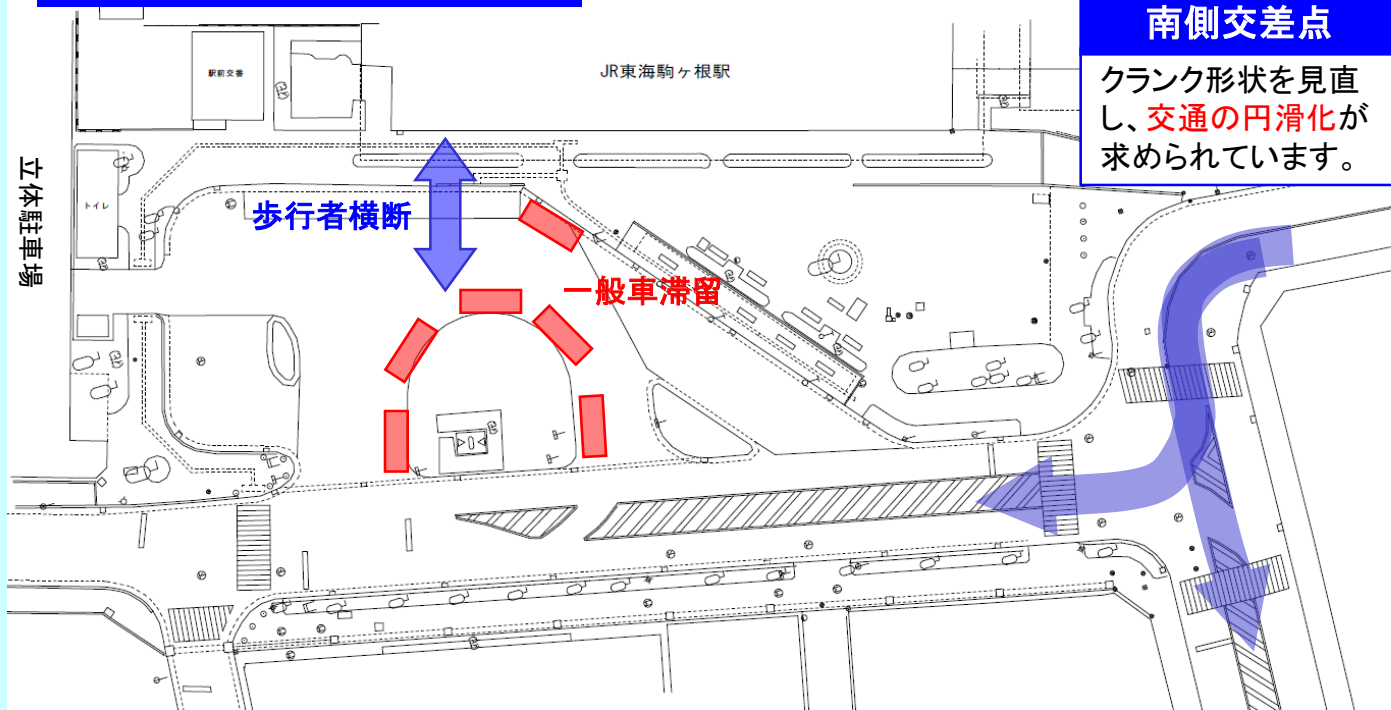 南側交差点
クランク形状を見直
し、交通の円滑化が
求められています。
駅前交番
JR東海駒ヶ根駅
立体駐車場
トイレ
歩行者横断
一般車滞留